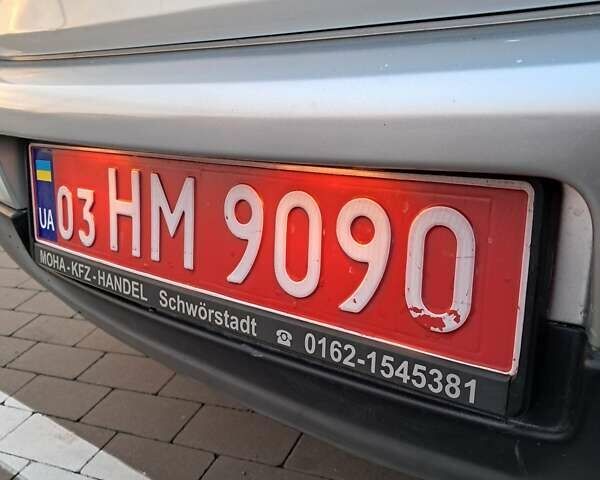 UA 03 HM 9090
MOHA-KFZ-HANDEL Schwörstadt ☎ 0162-1545381